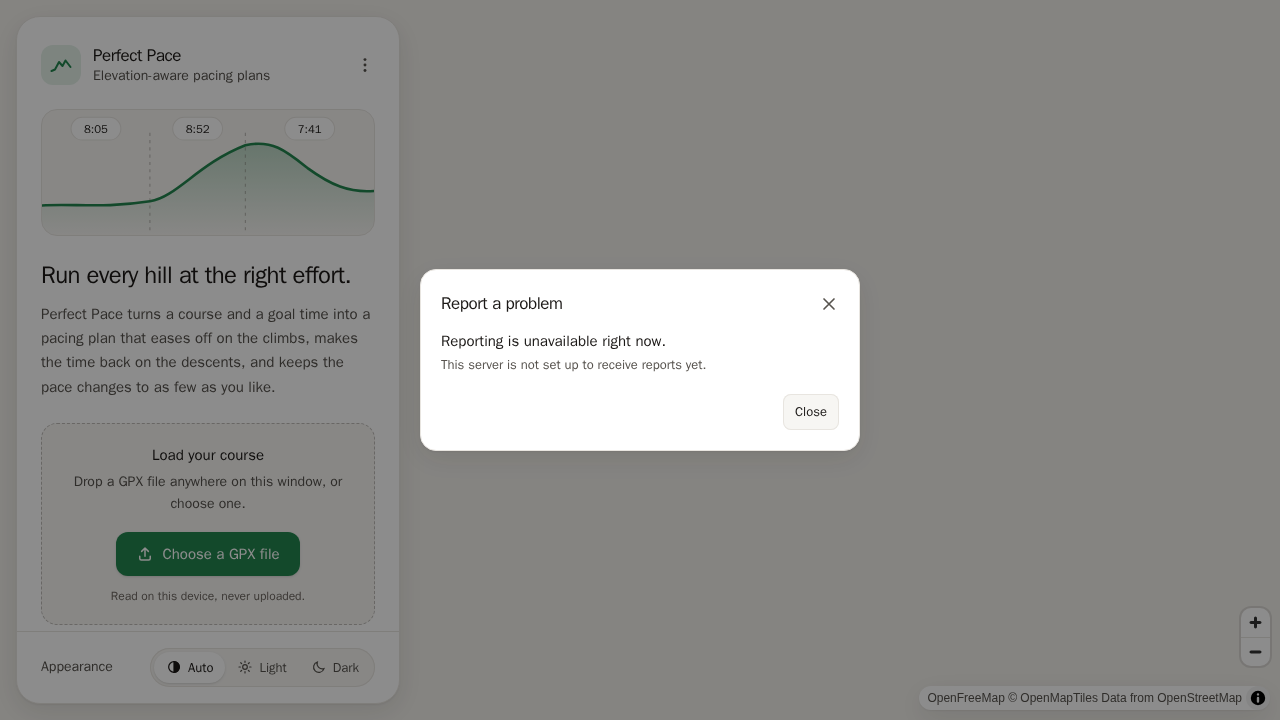 Perfect Pace
Elevation-aware pacing plans
8:05
8:52
7:41
Run every hill at the right effort.
Perfect Pace turns a course and a goal time into a
pacing plan that eases off on the climbs, makes
the time back on the descents, and keeps the
pace changes to as few as you like.
Load your course
Drop a GPX file anywhere on this window, or
choose one.
Choose a GPX file
Read on this device, never uploaded.
Appearance
Auto
Light
Dark
Report a problem
Reporting is unavailable right now.
This server is not set up to receive reports yet.
Close
OpenFreeMap © OpenMapTiles Data from OpenStreetMap